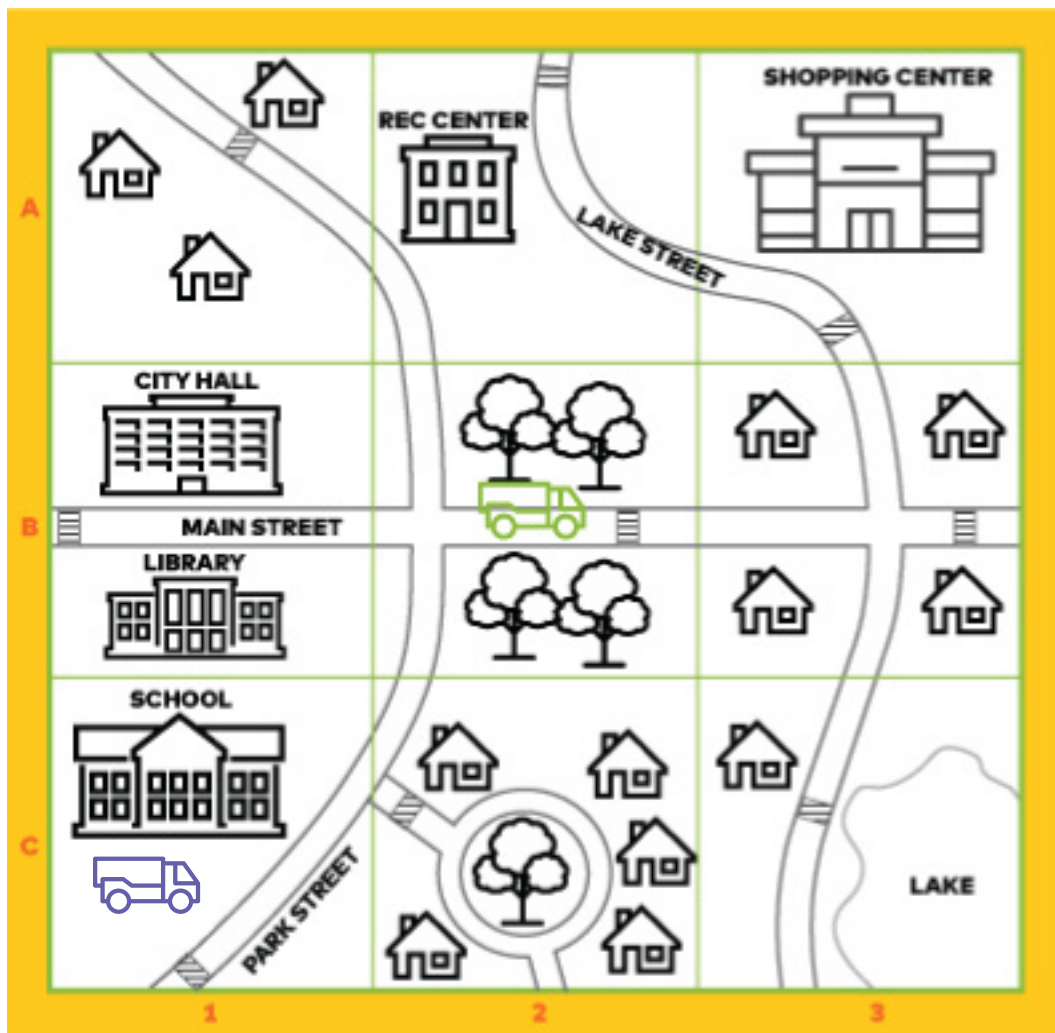 SHOPPING CENTER
REC CENTER
A
LAKE STREET
CITY HALL
B
MAIN STREET
LIBRARY
SCHOOL
C
LAKE
PARK STREET
1
2
3